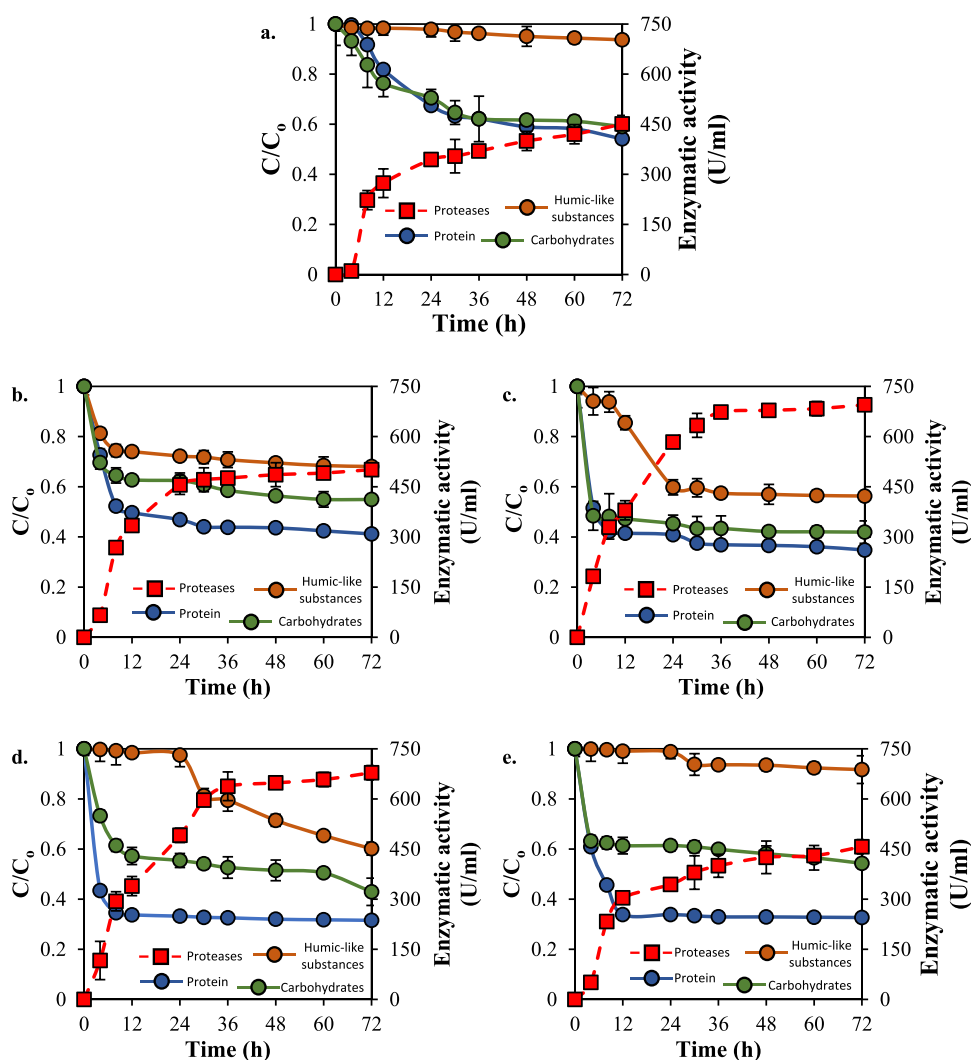 a.
C/Co
1
0.8
0.6
0.4
0.2
0
750
600
450
300
150
0
Enzymatic activity
(U/ml)
Proteases
Humic-like
substances
Protein
Carbohydrates
0 12 24 36 48 60 72
Time (h)
b.
C/Co
1
0.8
0.6
0.4
0.2
0
750
600
450
300
150
0
Enzymatic activity
(U/ml)
Proteases
Humic-like
substances
Protein
Carbohydrates
0 12 24 36 48 60 72
Time (h)
c.
C/Co
1
0.8
0.6
0.4
0.2
0
750
600
450
300
150
0
Enzymatic activity
(U/ml)
Proteases
Humic-like
substances
Protein
Carbohydrates
0 12 24 36 48 60 72
Time (h)
d.
C/Co
1
0.8
0.6
0.4
0.2
0
750
600
450
300
150
0
Enzymatic activity
(U/ml)
Proteases
Humic-like
substances
Protein
Carbohydrates
0 12 24 36 48 60 72
Time (h)
e.
C/Co
1
0.8
0.6
0.4
0.2
0
750
600
450
300
150
0
Enzymatic activity
(U/ml)
Proteases
Humic-like
substances
Protein
Carbohydrates
0 12 24 36 48 60 72
Time (h)